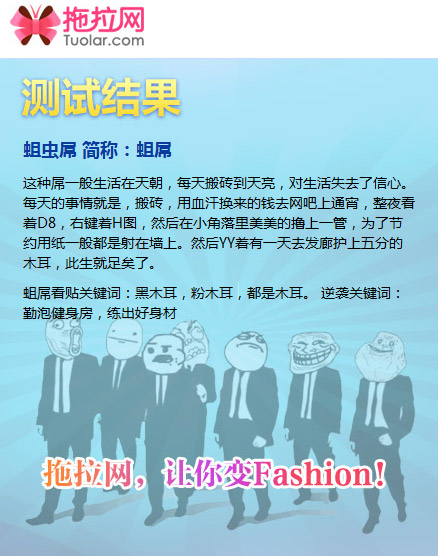 拖拉网
Tuolar.com
测试结果
蛆虫屌 简称：蛆屌
这种屌一般生活在天朝，每天搬砖到天亮，对生活失去了信心。
每天的事情就是，搬砖，用血汗换来的钱去网吧上通宵，整夜看
着D8，右键着H图，然后在小角落里美美的撸上一管，为了节
约用纸一般都是射在墙上。然后YY着有一天去发廊护上五分的
木耳，此生就足矣了。
蛆屌看贴关键词：黑木耳，粉木耳，都是木耳。 逆袭关键词：
勤泡健身房，练出好身材
拖拉网，让你变Fashion！